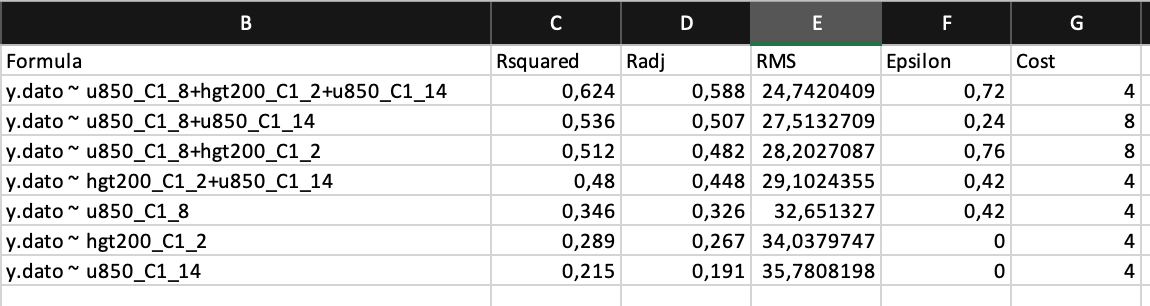 B C D E F G
Formula Rsquared Radj RMS Epsilon Cost
y.dato ~ u850_C1_8+hgt200_C1_2+u850_C1_14 0,624 0,588 24,7420409 0,72 4
y.dato ~ u850_C1_8+u850_C1_14 0,536 0,507 27,5132709 0,24 8
y.dato ~ u850_C1_8+hgt200_C1_2 0,512 0,482 28,2027087 0,76 8
y.dato ~ hgt200_C1_2+u850_C1_14 0,48 0,448 29,1024355 0,42 4
y.dato ~ u850_C1_8 0,346 0,326 32,651327 0,42 4
y.dato ~ hgt200_C1_2 0,289 0,267 34,0379747 0 4
y.dato ~ u850_C1_14 0,215 0,191 35,7808198 0 4